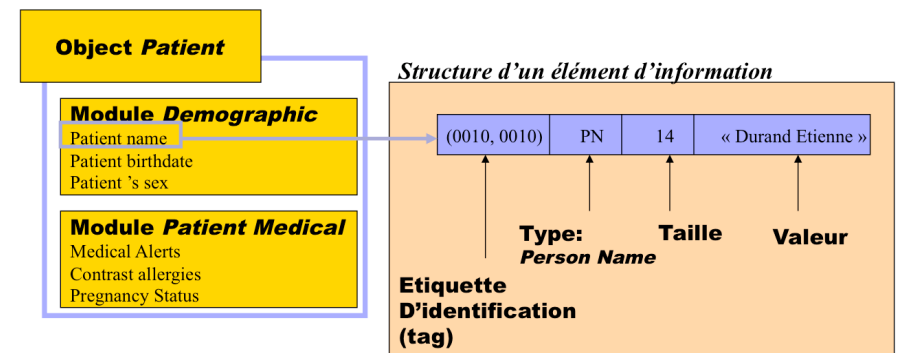 Object Patient
Module Demographic
Patient name
Patient birthdate
Patient ’s sex
Module Patient Medical
Medical Alerts
Contrast allergies
Pregnancy Status
Structure d’un élément d’information
(0010, 0010) PN 14 « Durand Etienne »
Type:
Person Name
Taille
Valeur
Etiquette
D’identification
(tag)